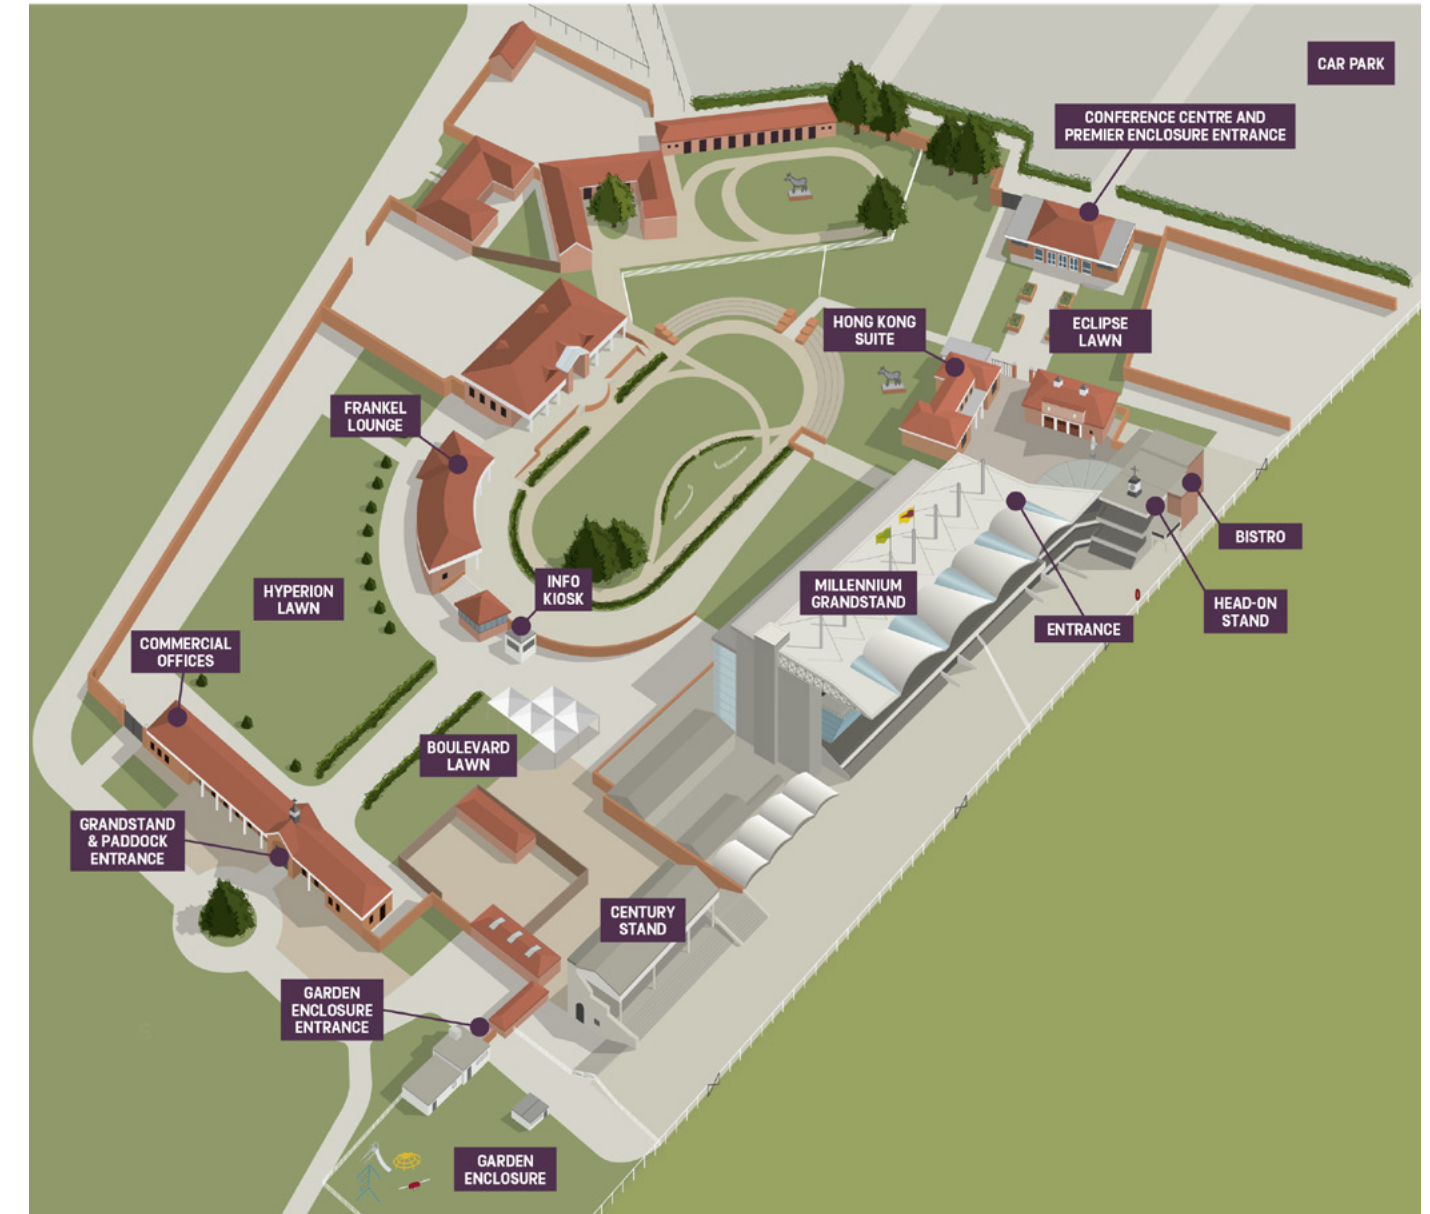 CAR PARK
CONFERENCE CENTRE AND
PREMIER ENCLOSURE ENTRANCE
HONG KONG
SUITE
ECLIPSE
LAWN
FRANKEL
LOUNGE
BISTRO
INFO
KIOSK
MILLENNIUM
GRANDSTAND
HYPERION
LAWN
HEAD-ON
STAND
ENTRANCE
COMMERCIAL
OFFICES
BOULEVARD
LAWN
GRANDSTAND
& PADDOCK
ENTRANCE
CENTURY
STAND
GARDEN
ENCLOSURE
ENTRANCE
GARDEN
ENCLOSURE